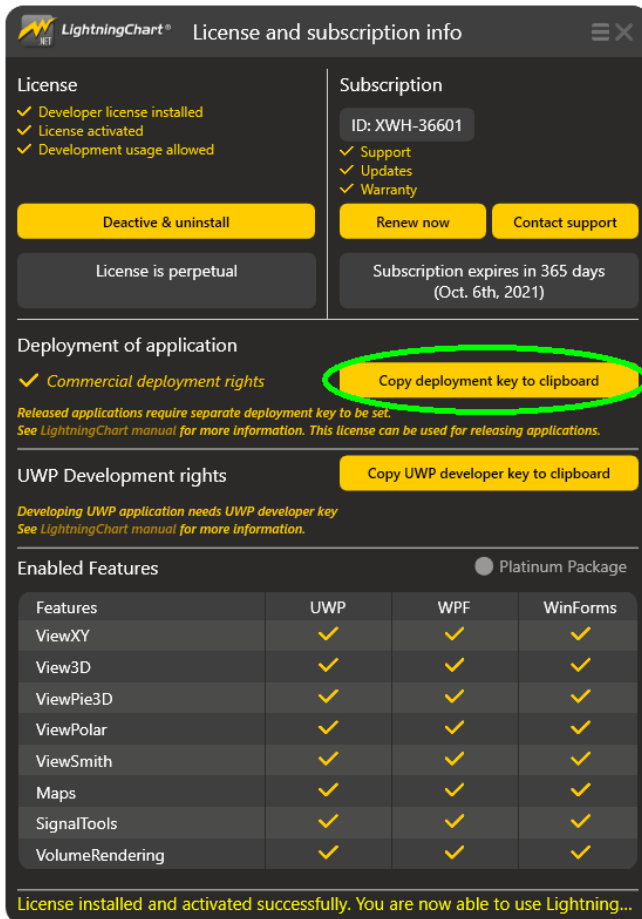 LightningChart® License and subscription info
NET
License
Developer license installed
License activated
Development usage allowed
Deactive & uninstall
License is perpetual
Subscription
ID: XWH-36601
Support
Updates
Warranty
Renew now
Contact support
Subscription expires in 365 days
(Oct. 6th, 2021)
Deployment of application
Commercial deployment rights
Copy deployment key to clipboard
Released applications require separate deployment key to be set.
See LightningChart manual for more information. This license can be used for releasing applications.
UWP Development rights
Copy UWP developer key to clipboard
Developing UWP application needs UWP developer key
See LightningChart manual for more information.
Enabled Features
Platinum Package
Features UWP WPF WinForms
ViewXY
View3D
ViewPie3D
ViewPolar
ViewSmith
Maps
SignalTools
VolumeRendering
License installed and activated successfully. You are now able to use Lightning...